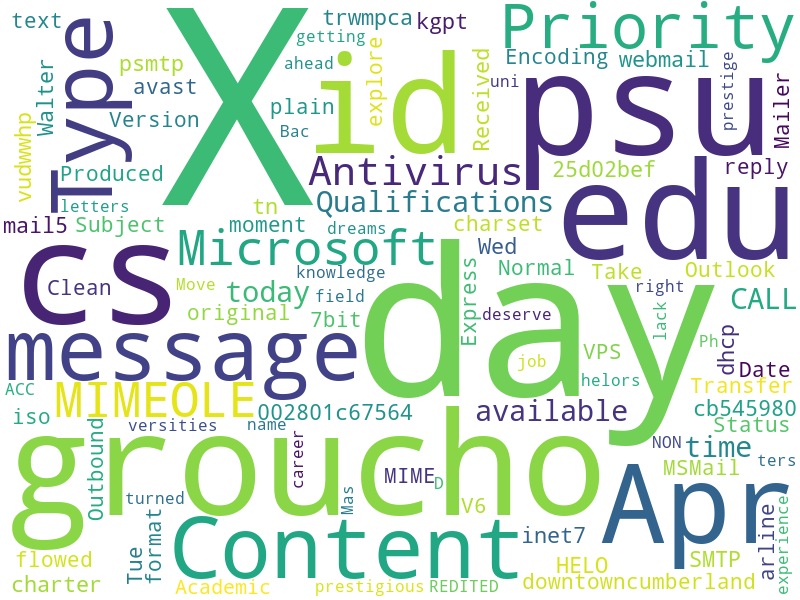 text
Type
X
trwmpca
kgpt
Priority
getting
psmtp
ahead
explore
Encoding
webmail
avast
Walter
id
Received
uni
psu
prestige
Mailer
Version
plain
Bac
vudwwhp
Produced
Antivirus
25d02bef
reply
letters
Qualifications
edu
mail5
Subject
tn
moment
dreams
charset
cs
Microsoft
Wed
day
Clean
knowledge
Express
Normal
Take
Outlook
Move
today
field
right
original
7bit
deserve
lack
CALL
message
VPS
Ph
dhcp
job
Date
ACC
MIMEOLE
helors
Transfer
iso
002801c67564
available
cb545980
Outbound
versities
name
Status
groucho
career
NON
time
MSMail
ters
MIME
D
turned
Mas
V6
Apr
Tue
format
Content
inet7
arline
experience
flowed
HELO
SMTP
charter
Academic
prestigious
REDITED
downtowncumberland